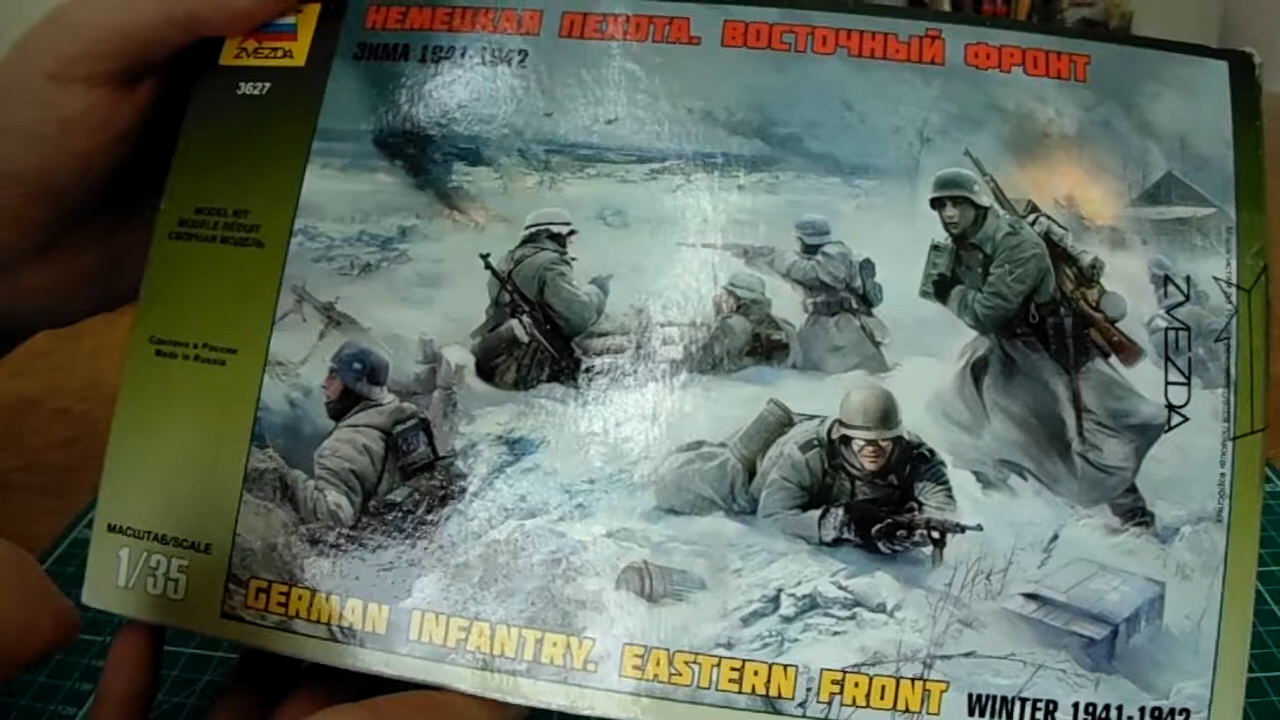 НЕМЕЦКАЯ ПЕХОТА. ВОСТОЧНЫЙ ФРОНТ
ЗИМА 1941-1942
ZVEZDA
3627
MODEL KIT
MODELE REDUIT
СБОРНАЯ МОДЕЛЬ
Сделано в России
Made in Russia
МАСШТАБ/SCALE
1/35
ZVEZDA
GERMAN INFANTRY. EASTERN FRONT
WINTER 1941-1942